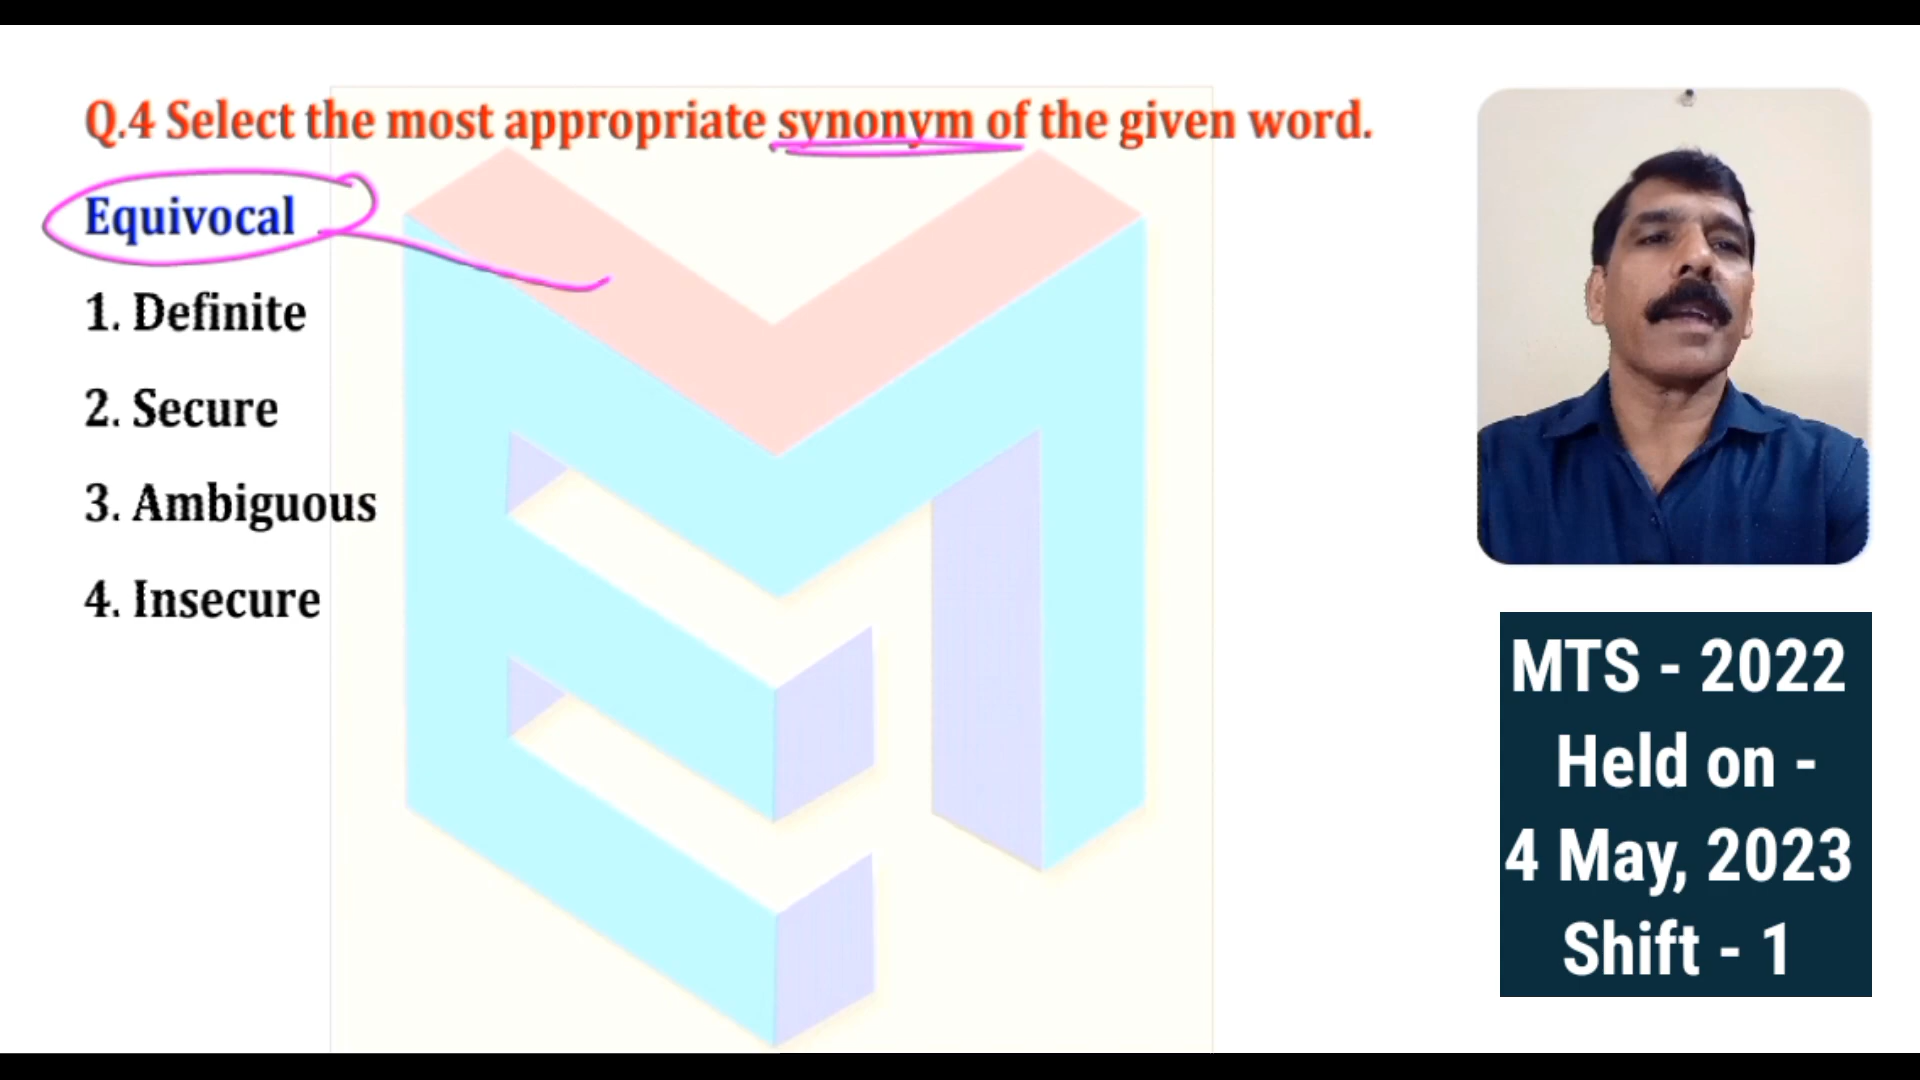 Q.4 Select the most appropriate synonym of the given word.
Equivocal
1. Definite
2. Secure
3. Ambiguous
4. Insecure
MTS - 2022
Held on -
4 May, 2023
Shift - 1